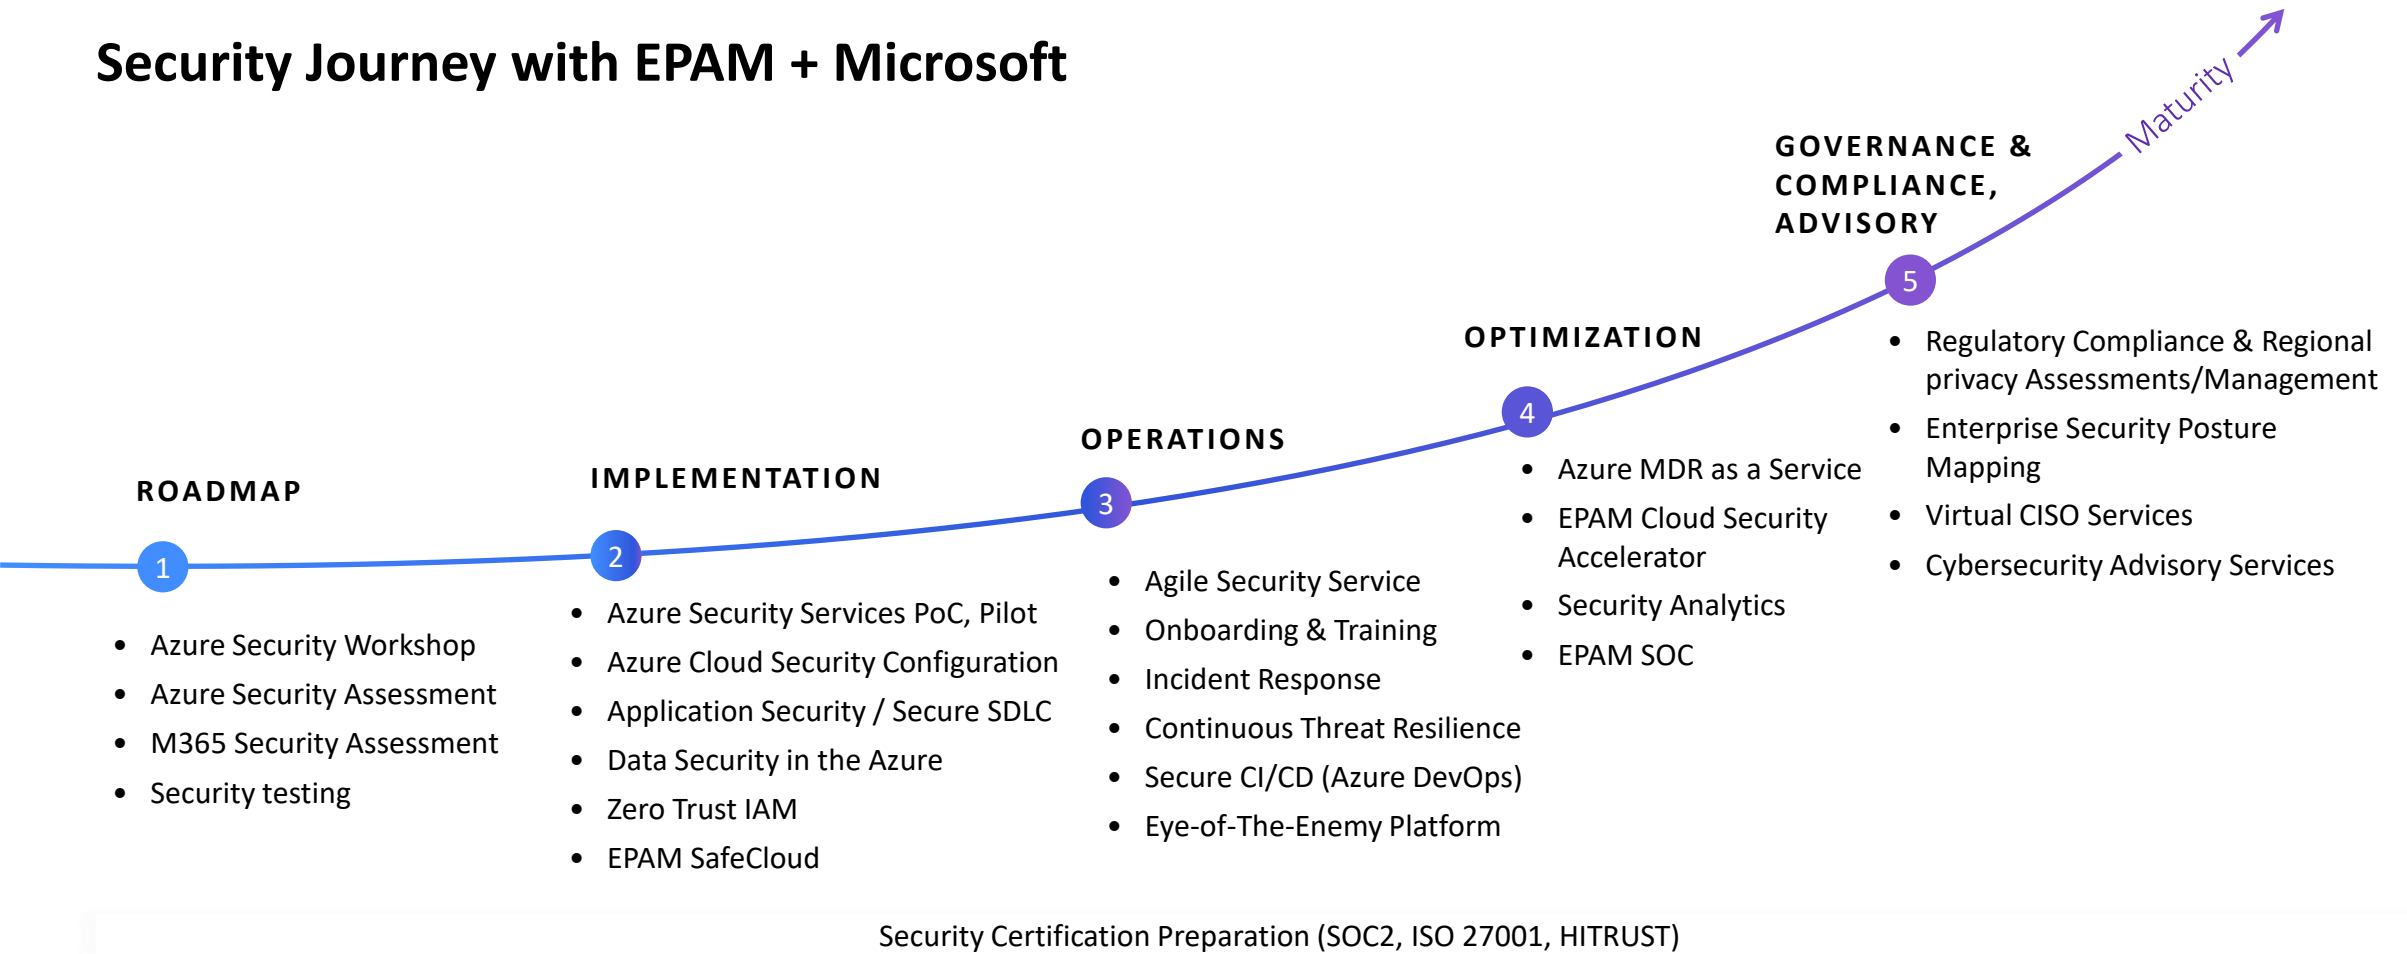 Security Journey with EPAM + Microsoft
Maturity
ROADMAP
1
• Azure Security Workshop
• Azure Security Assessment
• M365 Security Assessment
• Security testing
IMPLEMENTATION
2
• Azure Security Services PoC, Pilot
• Azure Cloud Security Configuration
• Application Security / Secure SDLC
• Data Security in the Azure
• Zero Trust IAM
• EPAM SafeCloud
OPERATIONS
3
• Agile Security Service
• Onboarding & Training
• Incident Response
• Continuous Threat Resilience
• Secure CI/CD (Azure DevOps)
• Eye-of-The-Enemy Platform
OPTIMIZATION
4
• Azure MDR as a Service
• EPAM Cloud Security
Accelerator
• Security Analytics
• EPAM SOC
GOVERNANCE &
COMPLIANCE,
ADVISORY
5
• Regulatory Compliance & Regional
privacy Assessments/Management
• Enterprise Security Posture
Mapping
• Virtual CISO Services
• Cybersecurity Advisory Services
Security Certification Preparation (SOC2, ISO 27001, HITRUST)